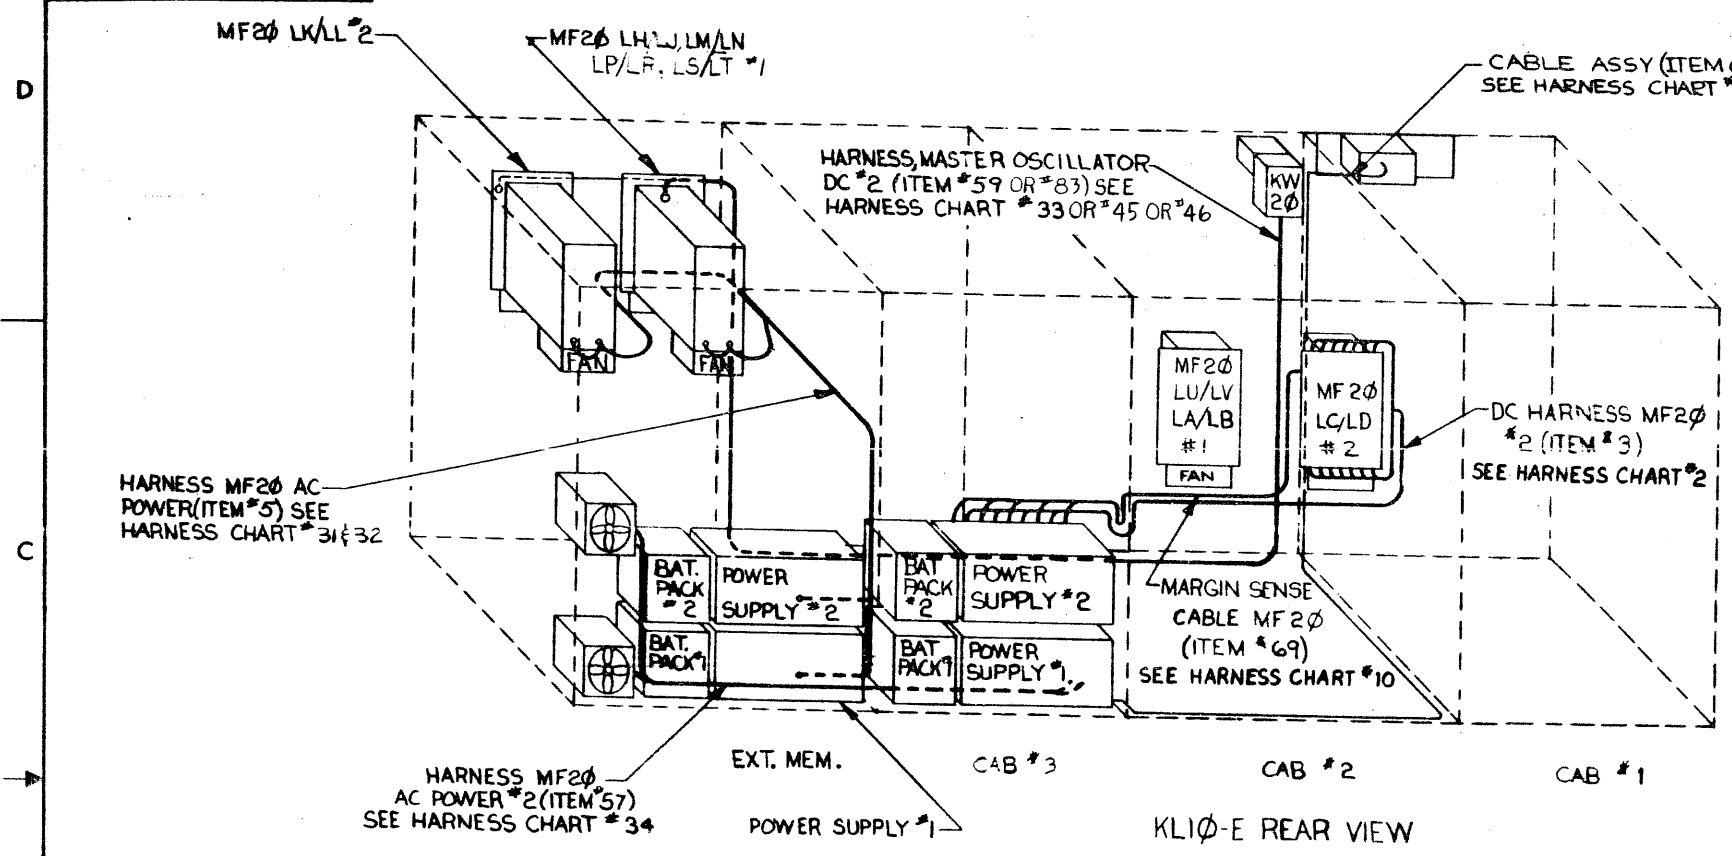 D
MF2Ø LK/LL #2
MF2Ø LH/LJ, LM/LN
LP/LR, LS/LT #1
CABLE ASSY (ITEM
SEE HARNESS CHART #
HARNESS, MASTER OSCILLATOR
DC #2 (ITEM #59 OR #83) SEE
HARNESS CHART #33 OR #45 OR #46
KW
2Ø
MF2Ø
LU/LV
LA/LB
#1
FAN
MF2Ø
LC/LD
#2
FAN
FAN
DC HARNESS MF2Ø
#2 (ITEM #3)
SEE HARNESS CHART #2
HARNESS MF2Ø AC
POWER (ITEM #5) SEE
HARNESS CHART #31 & 32
C
BAT.
PACK
#2
POWER
SUPPLY #2
BAT
PACK
#2
POWER
SUPPLY #2
BAT.
PACK #1
BAT
PACK #1
POWER
SUPPLY #1
MARGIN SENSE
CABLE MF2Ø
(ITEM #69)
SEE HARNESS CHART #10
EXT. MEM.
CAB #3
CAB #2
CAB #1
HARNESS MF2Ø
AC POWER #2 (ITEM #57)
SEE HARNESS CHART #34
POWER SUPPLY #1
KL1Ø-E REAR VIEW